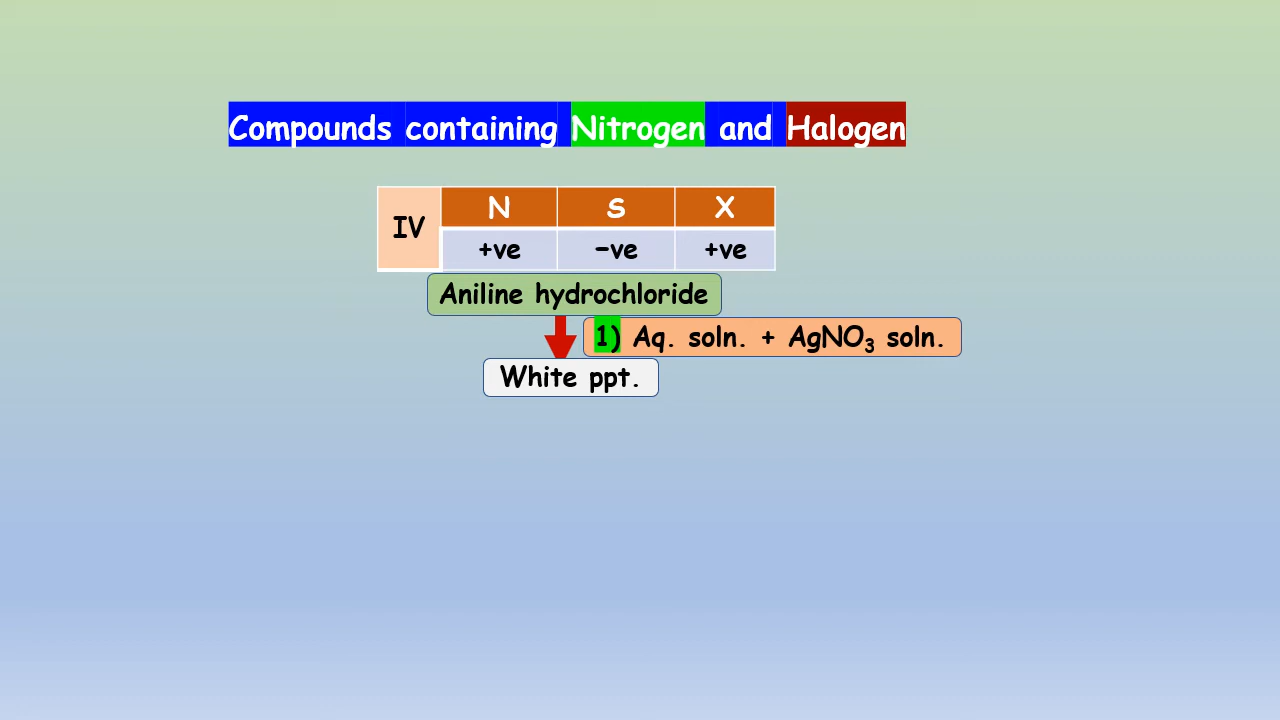 Compounds containing Nitrogen and Halogen
IV
N S X
+ve −ve +ve
Aniline hydrochloride
1) Aq. soln. + AgNO₃ soln.
White ppt.